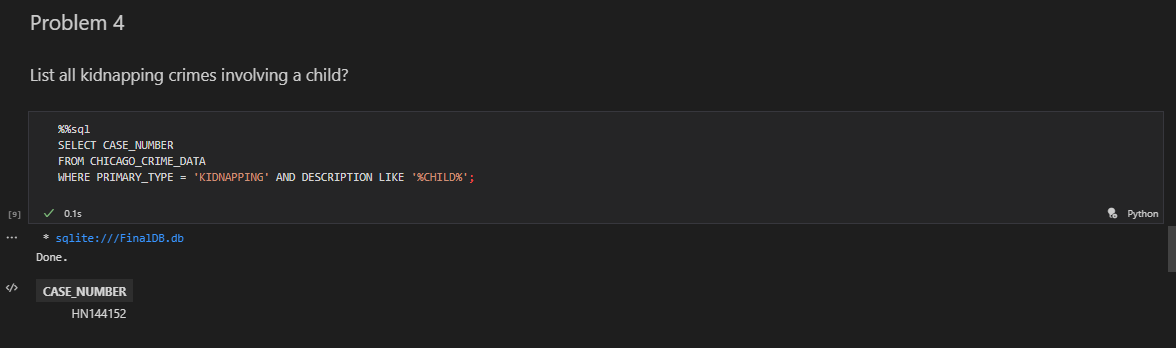 Problem 4
List all kidnapping crimes involving a child?
%%sql
SELECT CASE_NUMBER
FROM CHICAGO_CRIME_DATA
WHERE PRIMARY_TYPE = 'KIDNAPPING' AND DESCRIPTION LIKE '%CHILD%';
[9] 0.1s Python
* sqlite:///FinalDB.db
Done.
CASE_NUMBER
HN144152